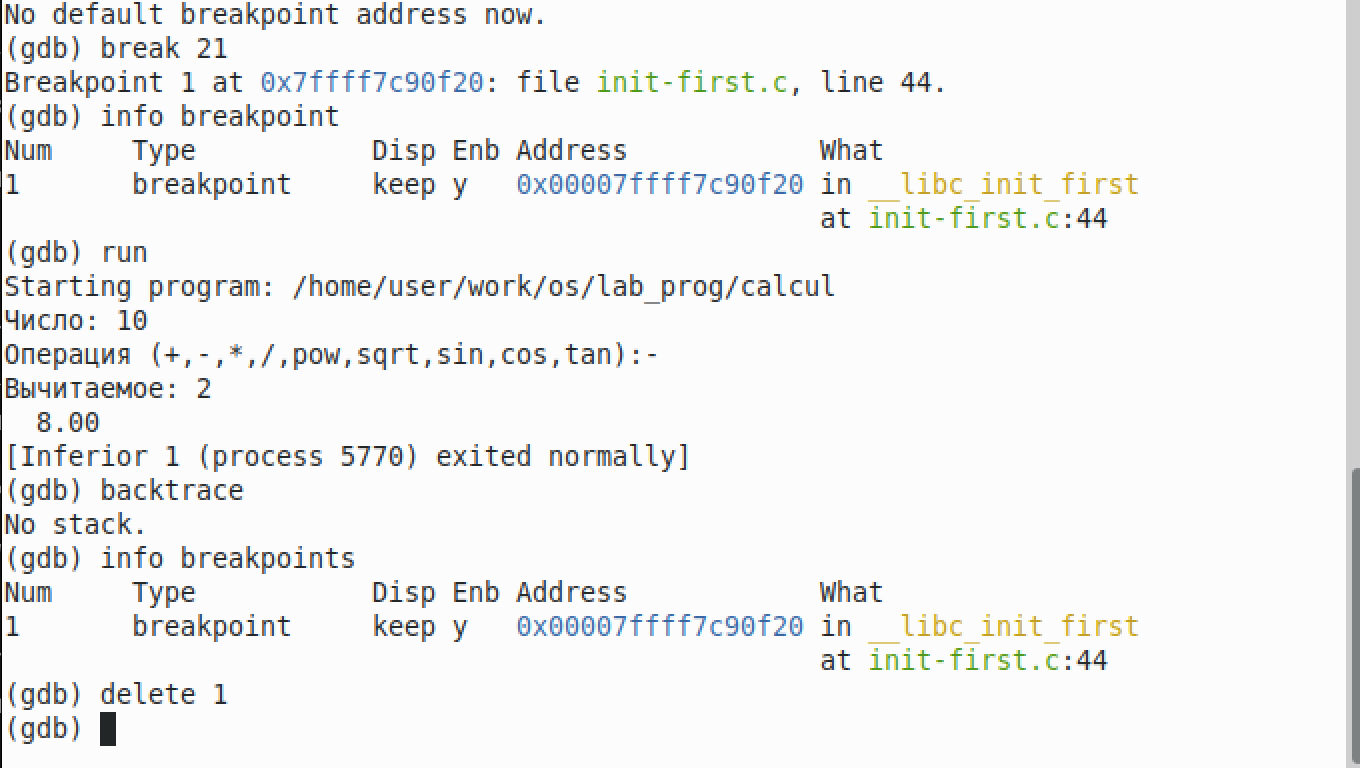 No default breakpoint address now.
(gdb) break 21
Breakpoint 1 at 0x7ffff7c90f20: file init-first.c, line 44.
(gdb) info breakpoint
Num     Type           Disp Enb Address            What
1       breakpoint     keep y   0x00007ffff7c90f20 in __libc_init_first
                                                   at init-first.c:44
(gdb) run
Starting program: /home/user/work/os/lab_prog/calcul
Число: 10
Операция (+,-,*,/,pow,sqrt,sin,cos,tan):-
Вычитаемое: 2
  8.00
[Inferior 1 (process 5770) exited normally]
(gdb) backtrace
No stack.
(gdb) info breakpoints
Num     Type           Disp Enb Address            What
1       breakpoint     keep y   0x00007ffff7c90f20 in __libc_init_first
                                                   at init-first.c:44
(gdb) delete 1
(gdb)